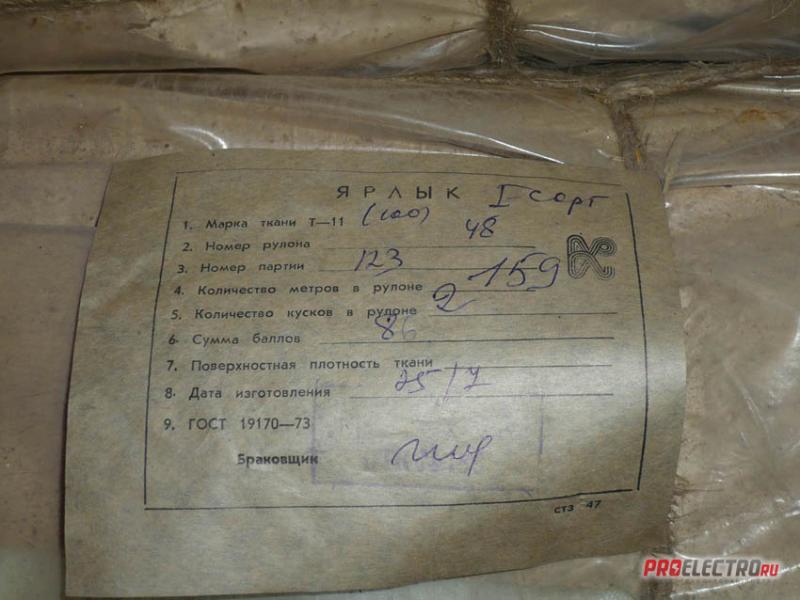 ЯРЛЫК I сорт
1. Марка ткани Т—11 (100)
2. Номер рулона 48
3. Номер партии 123
4. Количество метров в рулоне 159
5. Количество кусков в рулоне 2
6. Сумма баллов 86
7. Поверхностная плотность ткани
8. Дата изготовления 25/7
9. ГОСТ 19170—73
Браковщик
стз 47
PROELECTRO.RU